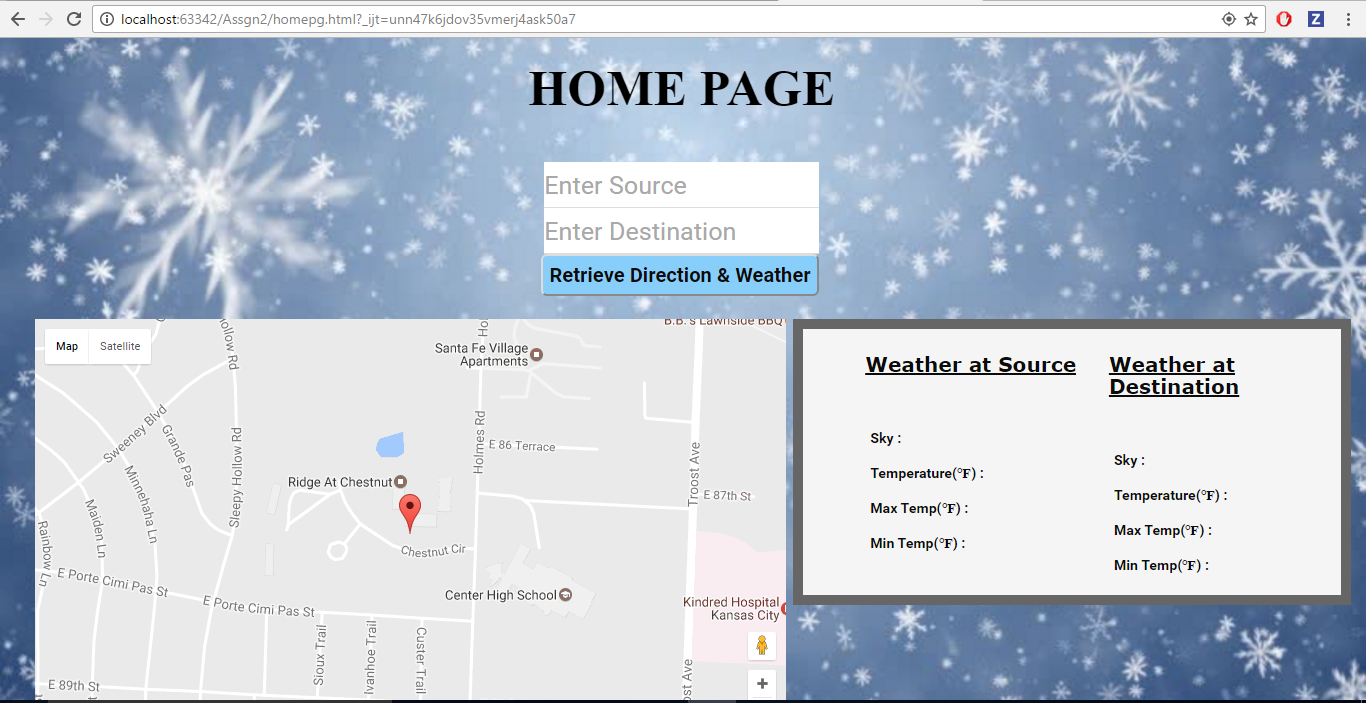 localhost:63342/Assgn2/homepg.html?_ijt=unn47k6jdov35vmerj4ask50a7
Z
HOME PAGE
Enter Source
Enter Destination
Retrieve Direction & Weather
Map
Satellite
Hollow Rd
Ho
B.B.'s Lawnside BBQ
Santa Fe Village
Apartments
Sweeney Blvd
Grande Pas
Sleepy Hollow Rd
Holmes Rd
E 86 Terrace
Troost Ave
Minnehaha Ln
Maiden Ln
Rainbow Ln
Ridge At Chestnut
E 87th St
Chestnut Cir
E Porte Cimi Pas St
E Porte Cimi Pas St
Center High School
Kindred Hospital
Kansas City
Sioux Trail
Ivanhoe Trail
Custer Trail
oost Ave
E 89th St
+
Weather at Source
Sky :
Temperature(°F) :
Max Temp(°F) :
Min Temp(°F) :
Weather at
Destination
Sky :
Temperature(°F) :
Max Temp(°F) :
Min Temp(°F) :